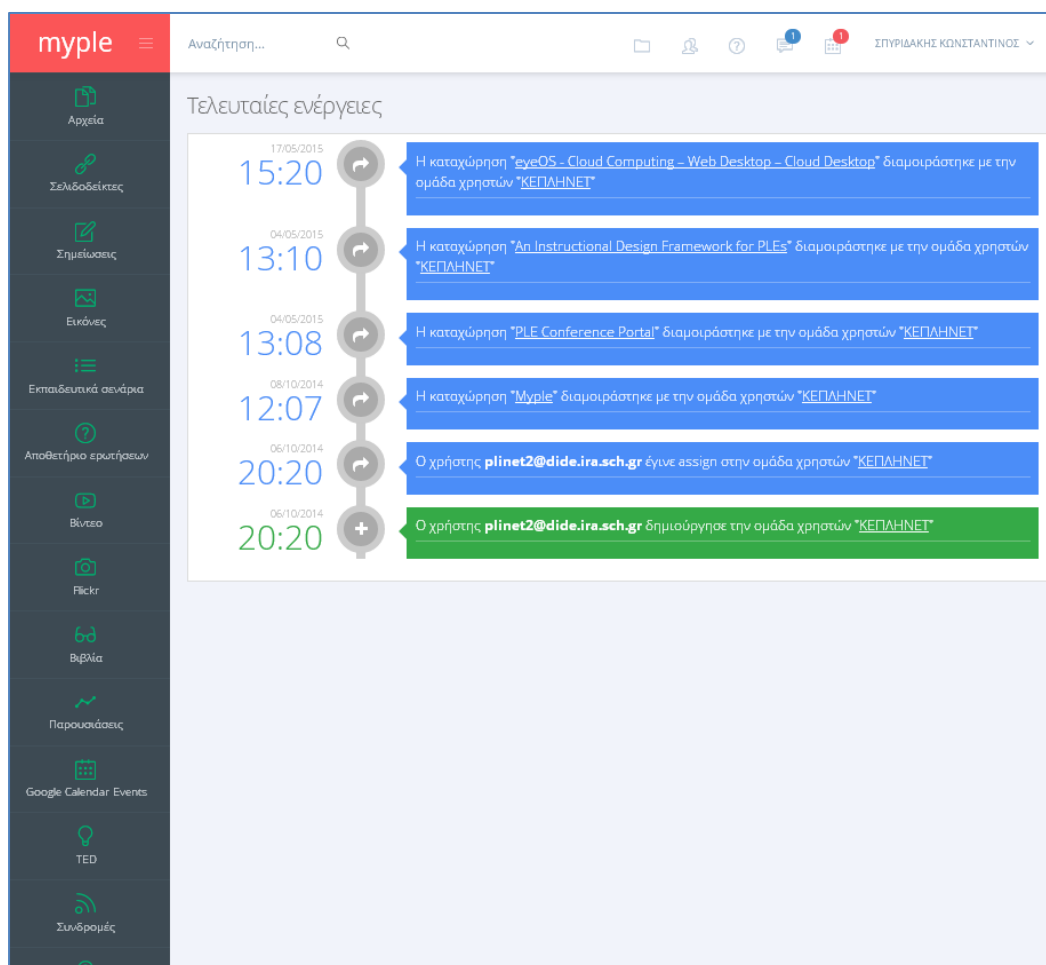 myple
Αναζήτηση...
1
1
ΣΠΥΡΙΔΑΚΗΣ ΚΩΝΣΤΑΝΤΙΝΟΣ
Αρχεία
Σελιδοδείκτες
Σημείωσεις
Εικόνες
Εκπαιδευτικά σενάρια
Αποθετήριο ερωτήσεων
Βίντεο
Flickr
Βιβλία
Παρουσιάσεις
Google Calendar Events
TED
Συνδρομές
Τελευταίες ενέργειες
17/05/2015
15:20
Η καταχώρηση "eyeOS - Cloud Computing – Web Desktop – Cloud Desktop" διαμοιράστηκε με την
ομάδα χρηστών "ΚΕΠΛΗΝΕΤ"
04/05/2015
13:10
Η καταχώρηση "An Instructional Design Framework for PLEs" διαμοιράστηκε με την ομάδα χρηστών
"ΚΕΠΛΗΝΕΤ"
04/05/2015
13:08
Η καταχώρηση "PLE Conference Portal" διαμοιράστηκε με την ομάδα χρηστών "ΚΕΠΛΗΝΕΤ"
08/10/2014
12:07
Η καταχώρηση "Myple" διαμοιράστηκε με την ομάδα χρηστών "ΚΕΠΛΗΝΕΤ"
06/10/2014
20:20
Ο χρήστης plinet2@dide.ira.sch.gr έγινε assign στην ομάδα χρηστών "ΚΕΠΛΗΝΕΤ"
06/10/2014
20:20
Ο χρήστης plinet2@dide.ira.sch.gr δημιούργησε την ομάδα χρηστών "ΚΕΠΛΗΝΕΤ"